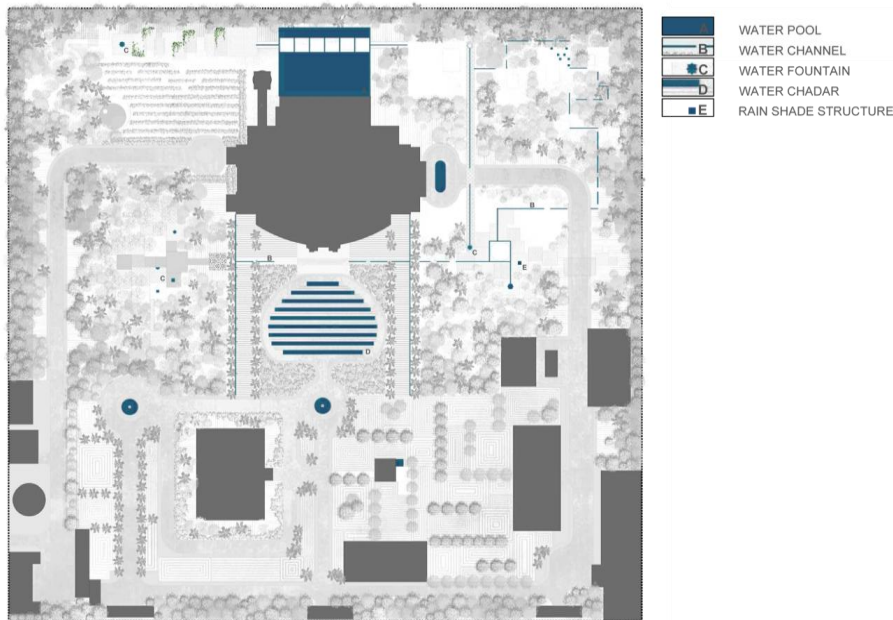 A WATER POOL
B WATER CHANNEL
C WATER FOUNTAIN
D WATER CHADAR
E RAIN SHADE STRUCTURE
C
B
C
B
E
C
D